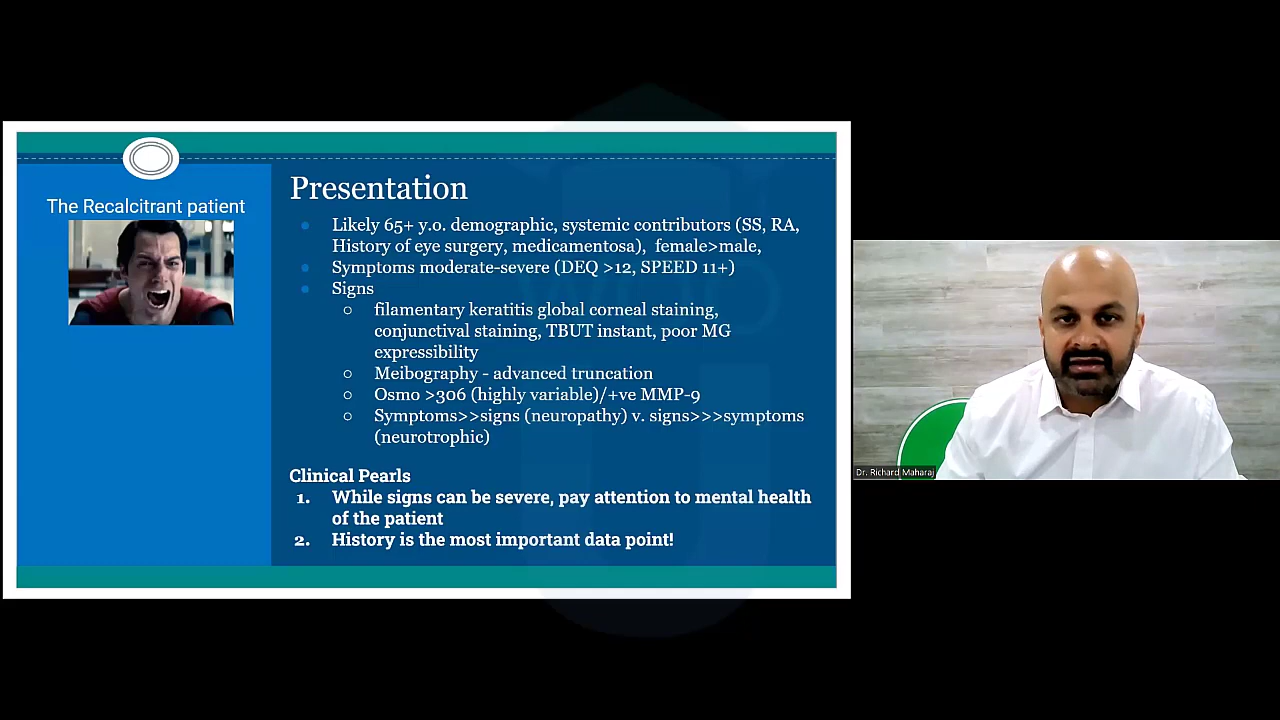 The Recalcitrant patient
Presentation
Likely 65+ y.o. demographic, systemic contributors (SS, RA,
History of eye surgery, medicamentosa), female>male,
Symptoms moderate-severe (DEQ >12, SPEED 11+)
Signs
filamentary keratitis global corneal staining,
conjunctival staining, TBUT instant, poor MG
expressibility
Meibography - advanced truncation
Osmo >306 (highly variable)/+ve MMP-9
Symptoms>>signs (neuropathy) v. signs>>>symptoms
(neurotrophic)
Clinical Pearls
1. While signs can be severe, pay attention to mental health
of the patient
2. History is the most important data point!
Dr. Richard Maharaj